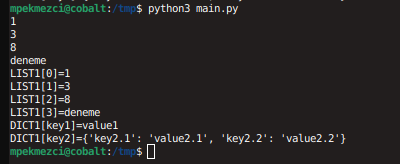 mpekmezci@cobalt:/tmp$ python3 main.py
1
3
8
deneme
LIST1[0]=1
LIST1[1]=3
LIST1[2]=8
LIST1[3]=deneme
DICT1[key1]=value1
DICT1[key2]={'key2.1': 'value2.1', 'key2.2': 'value2.2'}
mpekmezci@cobalt:/tmp$